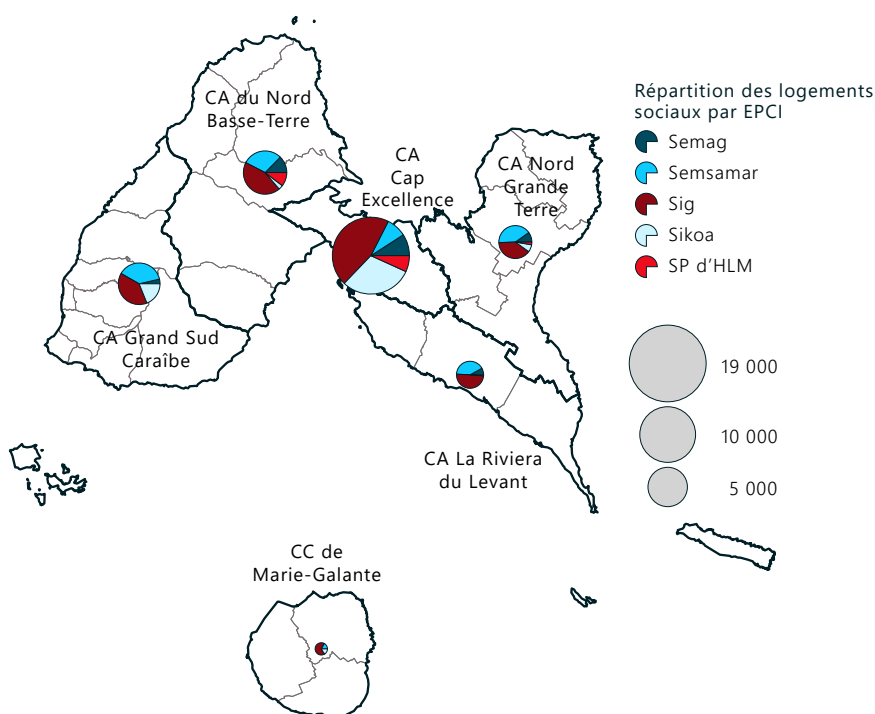 Répartition des logements
sociaux par EPCI
Semag
Semsamar
Sig
Sikoa
SP d'HLM
19 000
10 000
5 000
CA du Nord
Basse-Terre
CA
Cap
Excellence
CA Nord
Grande
Terre
CA Grand Sud
Caraïbe
CA La Riviera
du Levant
CC de
Marie-Galante